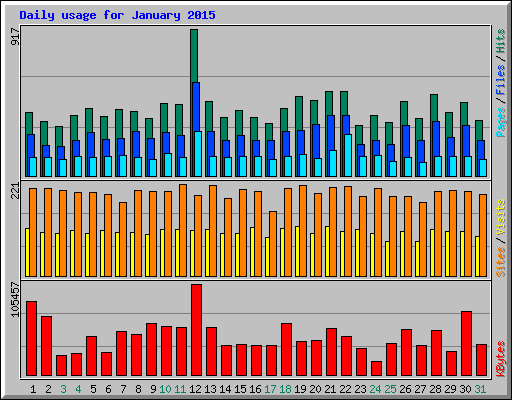 Daily usage for January 2015
917
Pages / Files / Hits
221
Sites / Visits
105457
KBytes
1 2 3 4 5 6 7 8 9 10 11 12 13 14 15 16 17 18 19 20 21 22 23 24 25 26 27 28 29 30 31